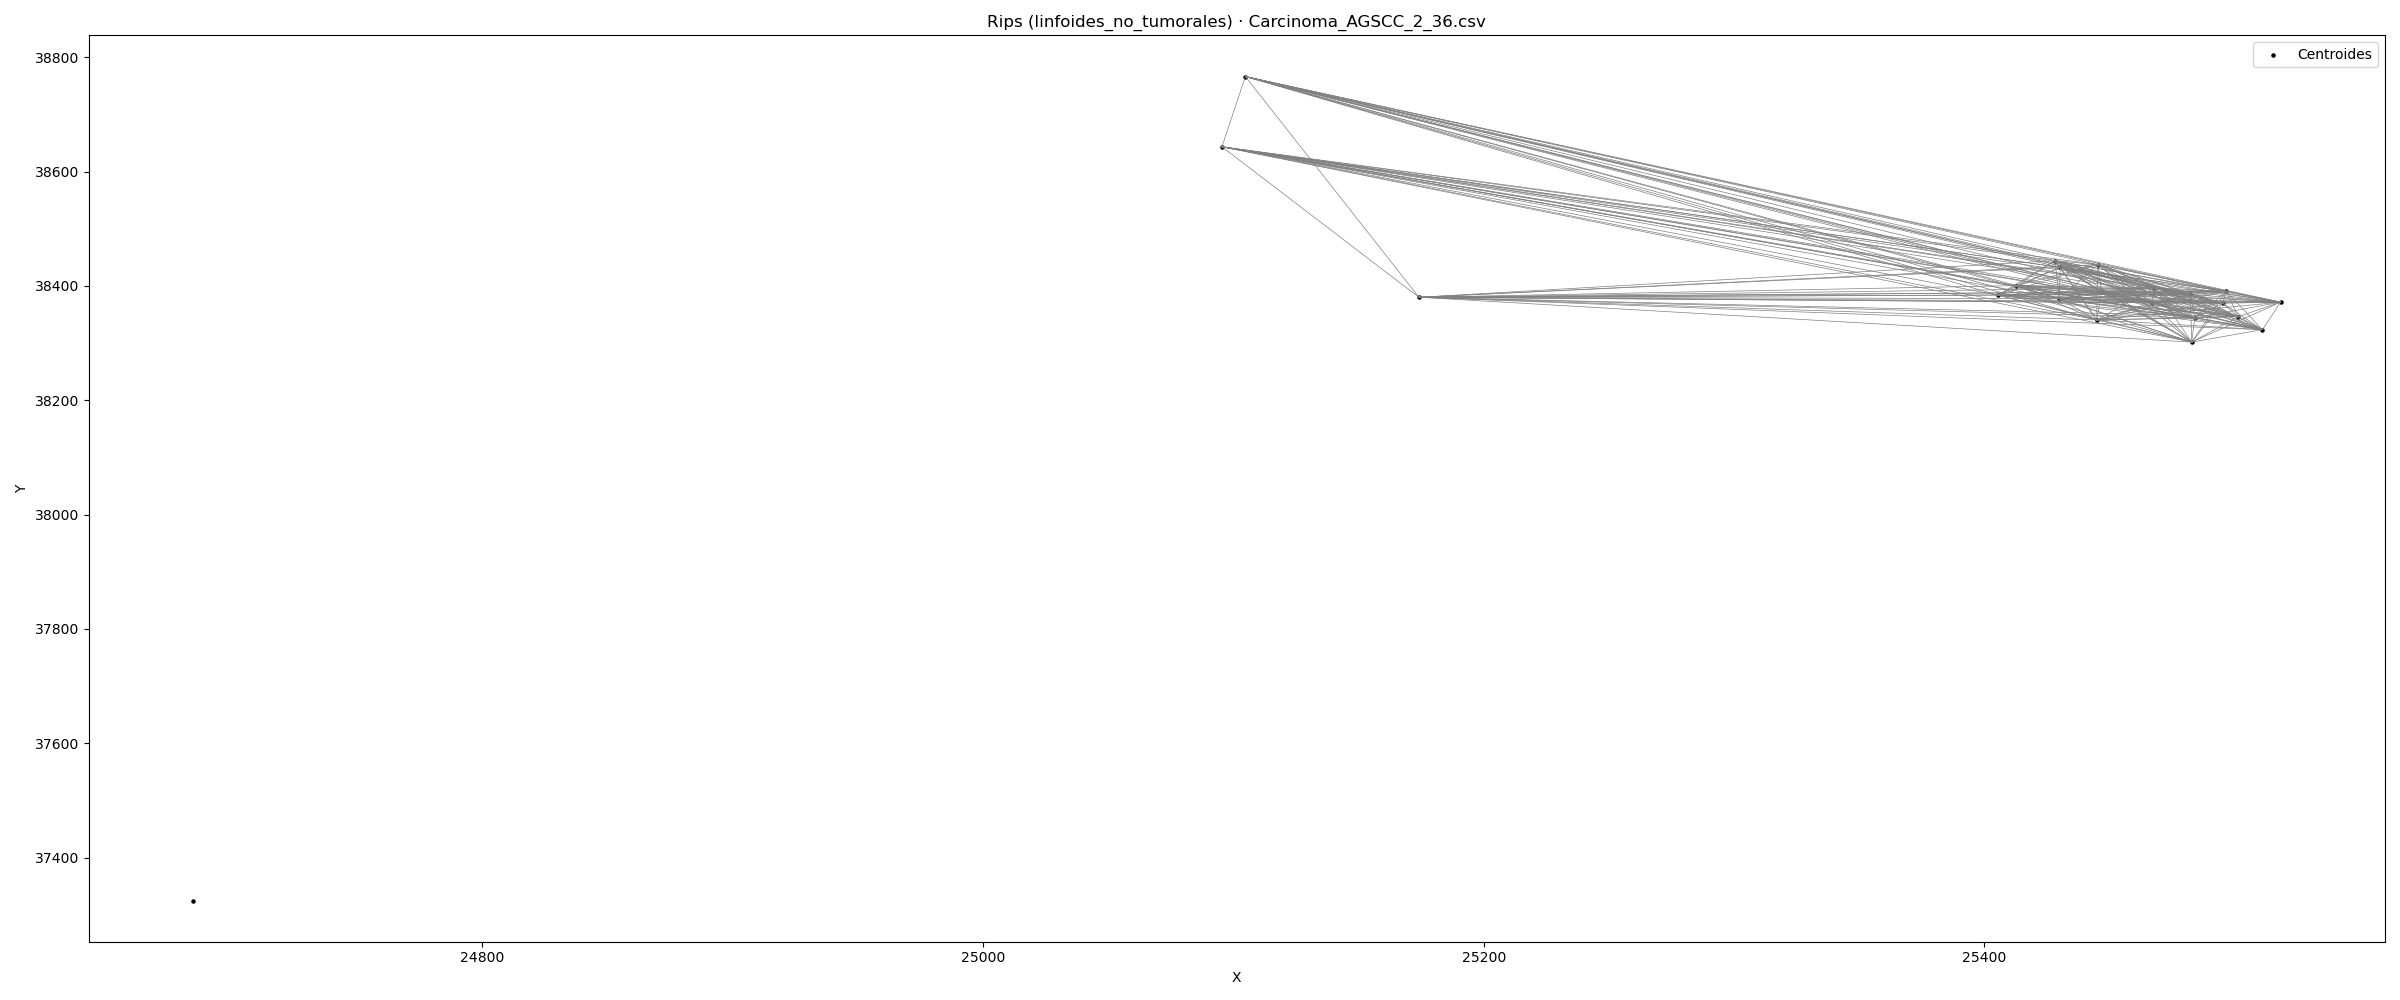 Rips (linfoides_no_tumorales) · Carcinoma_AGSCC_2_36.csv
Centroides
38800
38600
38400
38200
38000
37800
37600
37400
Y
24800 25000 25200 25400
X